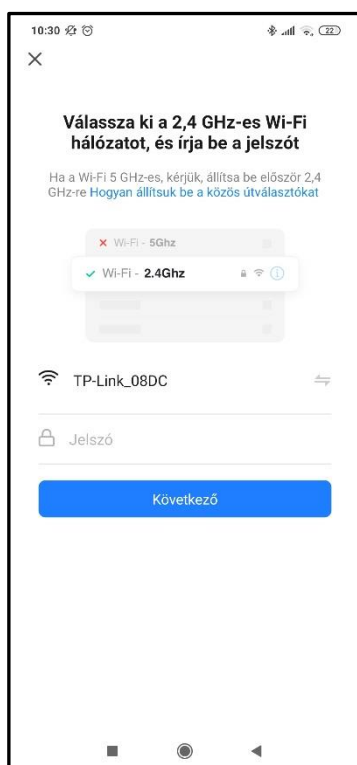 10:30
22
Válassza ki a 2,4 GHz-es Wi-Fi
hálózatot, és írja be a jelszót
Ha a Wi-Fi 5 GHz-es, kérjük, állítsa be először 2,4
GHz-re Hogyan állítsuk be a közös útválasztókat
Wi-Fi - 5Ghz
Wi-Fi - 2.4Ghz
TP-Link_08DC
Jelszó
Következő